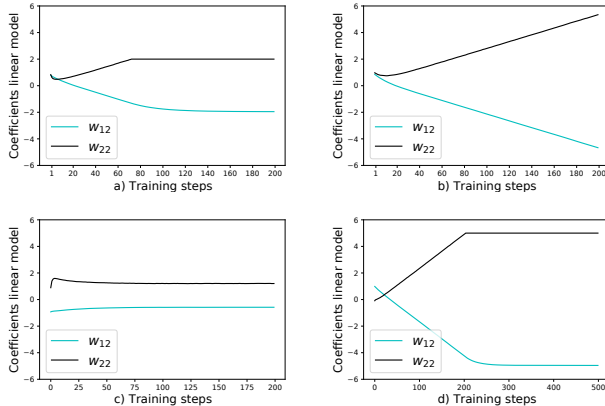 6
4
2
0
−2
−4
−6
Coefficients linear model
w12
w22
1 20 40 60 80 100 120 140 160 180 200
a) Training steps
6
4
2
0
−2
−4
−6
Coefficients linear model
w12
w22
1 20 40 60 80 100 120 140 160 180 200
b) Training steps
6
4
2
0
−2
−4
−6
Coefficients linear model
w12
w22
0 25 50 75 100 125 150 175 200
c) Training steps
6
4
2
0
−2
−4
−6
Coefficients linear model
w12
w22
0 100 200 300 400 500
d) Training steps